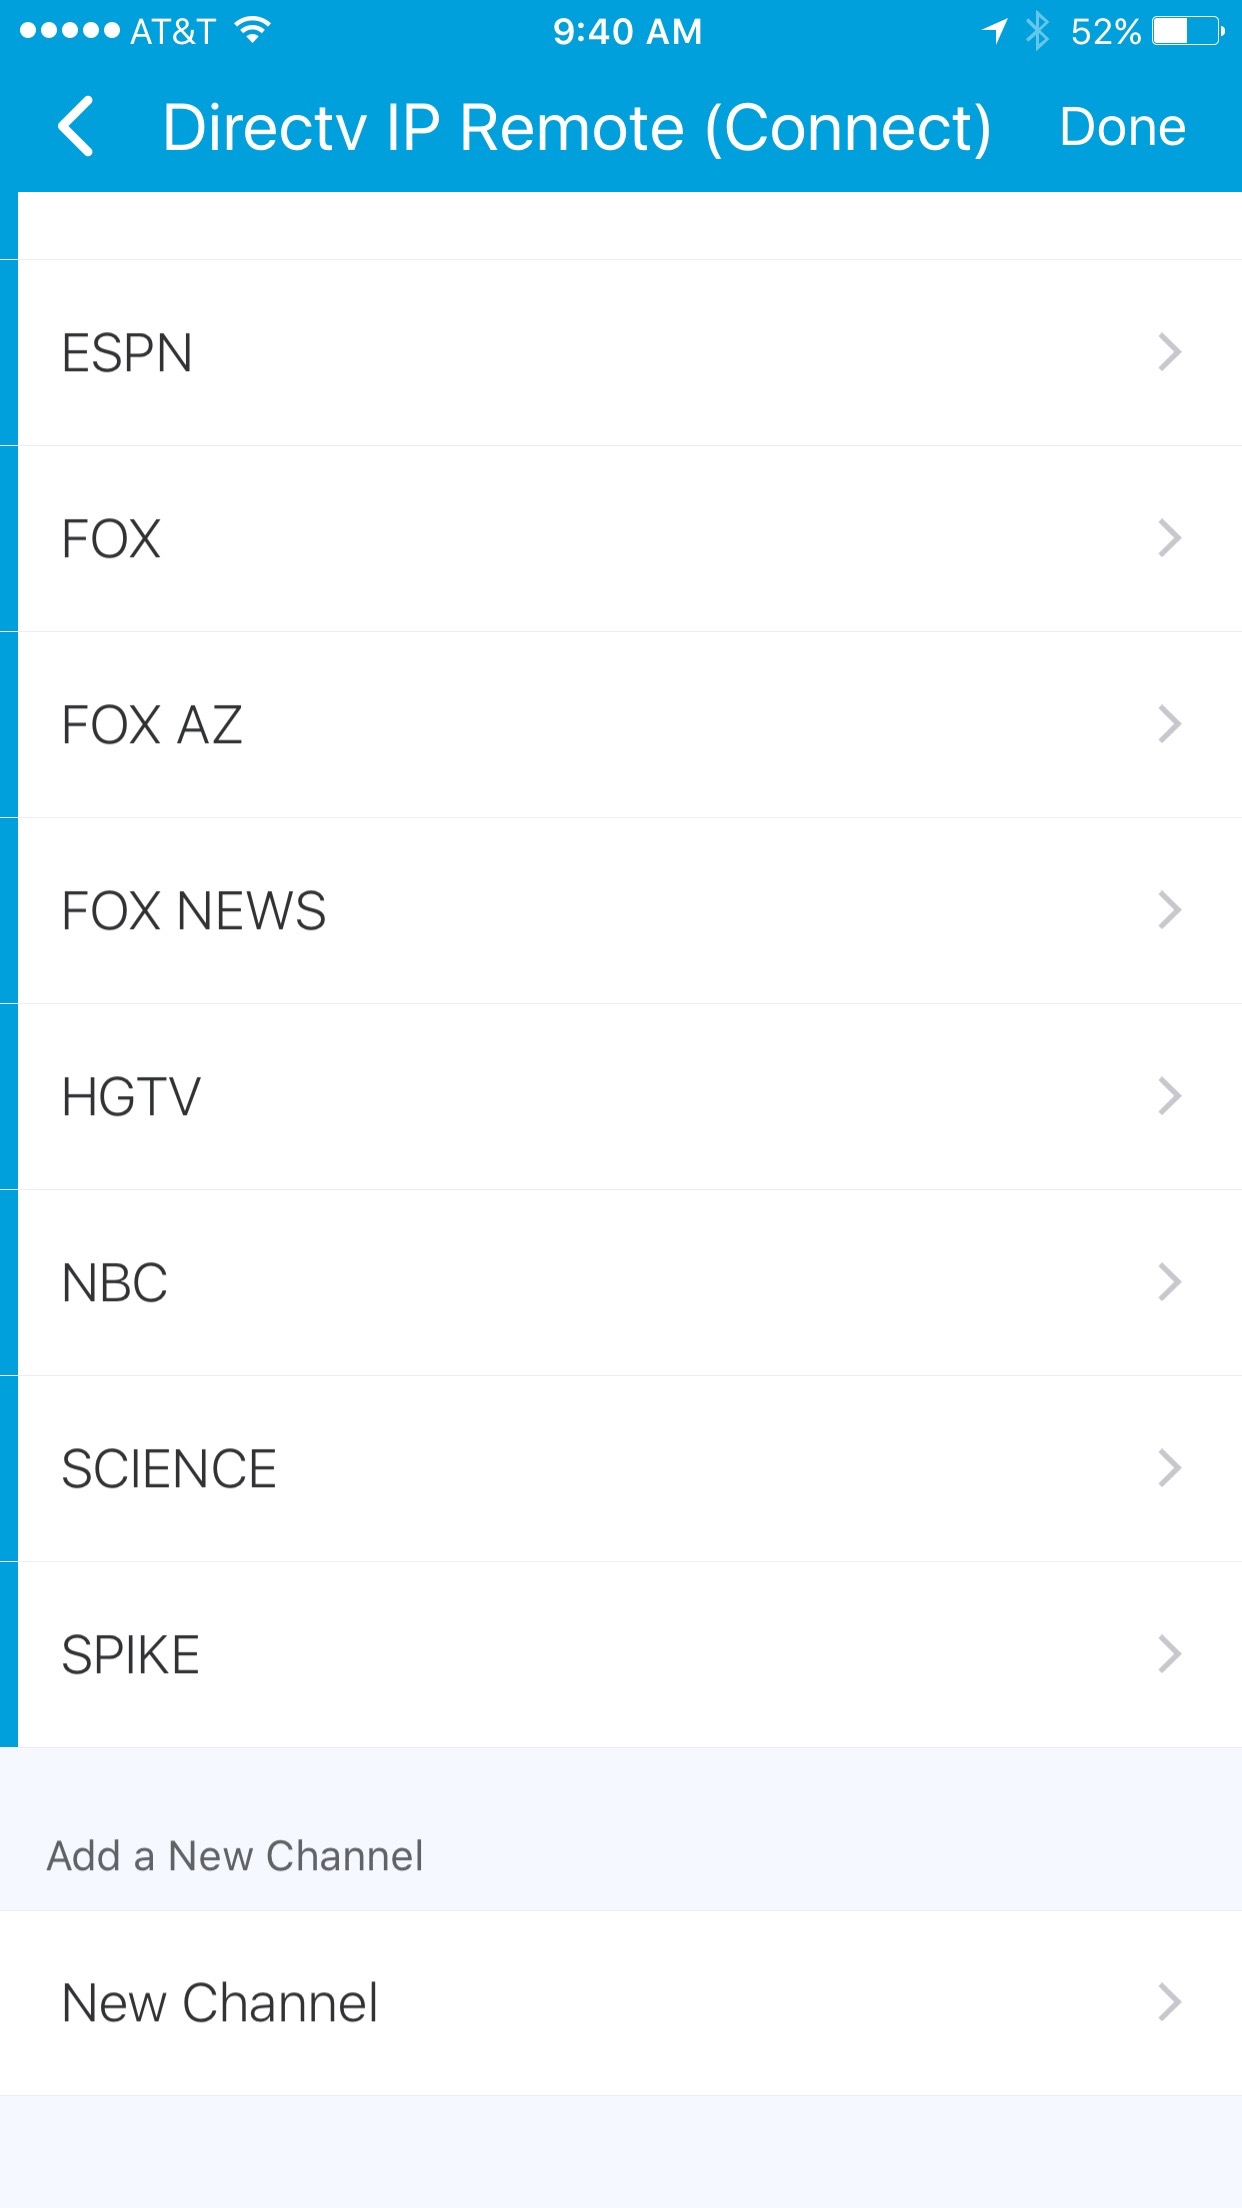 AT&T 9:40 AM 52%
Directv IP Remote (Connect) Done
ESPN
FOX
FOX AZ
FOX NEWS
HGTV
NBC
SCIENCE
SPIKE
Add a New Channel
New Channel